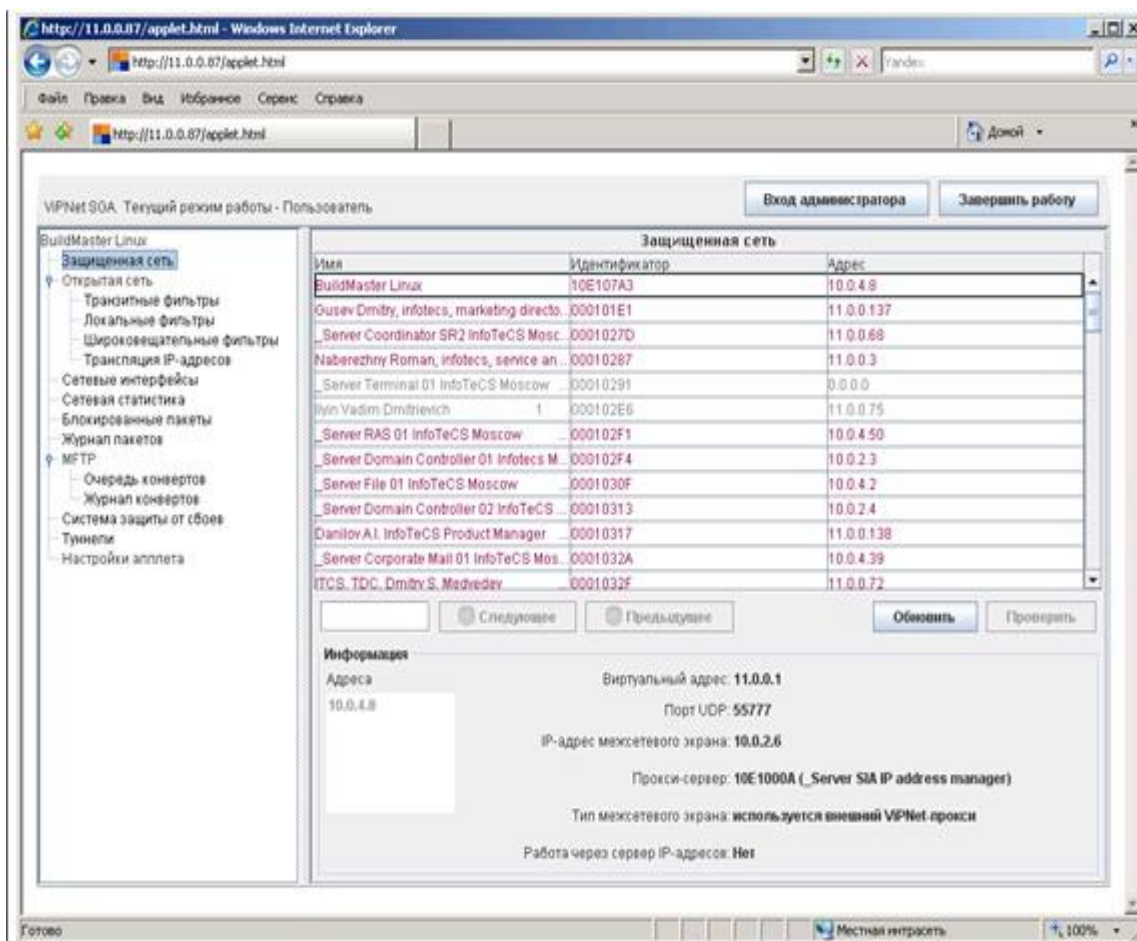 http://11.0.0.87/applet.html - Windows Internet Explorer
http://11.0.0.87/applet.html
Yandex
Файл Правка Вид Избранное Сервис Справка
http://11.0.0.87/applet.html
Домой
ViPNet SGA. Текущий режим работы - Пользователь
Вход администратора
Завершить работу
BuildMaster Linux
Защищенная сеть
Открытая сеть
Транзитные фильтры
Локальные фильтры
Широковещательные фильтры
Трансляция IP-адресов
Сетевые интерфейсы
Сетевая статистика
Блокированные пакеты
Журнал пакетов
MFTP
Очередь конвертов
Журнал конвертов
Система защиты от сбоев
Туннели
Настройки апплета
Защищенная сеть
Имя Идентификатор Адрес
BuildMaster Linux 10E107A3 10.0.4.8
Gusev Dmitry, infotecs, marketing directo... 000101E1 11.0.0.137
_Server Coordinator SR2 InfoTeCS Mosc... 0001027D 11.0.0.68
Naberezhny Roman, infotecs, service an... 00010287 11.0.0.3
_Server Terminal 01 InfoTeCS Moscow ... 00010291 0.0.0.0
Ilyin Vadim Dmitrievich 1 000102E6 11.0.0.75
_Server RAS 01 InfoTeCS Moscow ... 000102F1 10.0.4.50
_Server Domain Controller 01 Infotecs M... 000102F4 10.0.2.3
_Server File 01 InfoTeCS Moscow ... 0001030F 10.0.4.2
_Server Domain Controller 02 InfoTeCS ... 00010313 10.0.2.4
Danilov A.I. InfoTeCS Product Manager ... 00010317 11.0.0.138
_Server Corporate Mail 01 InfoTeCS Mos... 0001032A 10.0.4.39
ITCS, TDC, Dmitry S. Medvedev ... 0001032F 11.0.0.72
Следующее
Предыдущее
Обновить
Проверить
Информация
Адреса
10.0.4.8
Виртуальный адрес: 11.0.0.1
Порт UDP: 55777
IP-адрес межсетевого экрана: 10.0.2.6
Прокси-сервер: 10E1000A (_Server SIA IP address manager)
Тип межсетевого экрана: используется внешний ViPNet-прокси
Работа через сервер IP-адресов: Нет
Готово
Местная интрасеть
100%